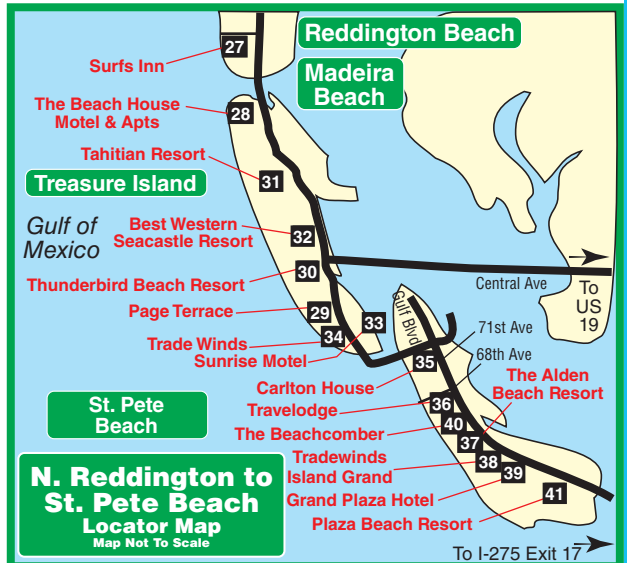 Reddington Beach
27
Surfs Inn
Madeira
Beach
The Beach House
Motel & Apts
28
Tahitian Resort
31
Treasure Island
Gulf of
Mexico
Best Western
Seacastle Resort
32
Thunderbird Beach Resort
30
Central Ave
To
US
19
Page Terrace
29
Gulf Blvd
33
71st Ave
Trade Winds
34
Sunrise Motel
68th Ave
35
Carlton House
The Alden
Beach Resort
St. Pete
Beach
Travelodge
36
The Beachcomber
40
37
Tradewinds
Island Grand
38
39
Grand Plaza Hotel
41
Plaza Beach Resort
N. Reddington to
St. Pete Beach
Locator Map
Map Not To Scale
To I-275 Exit 17